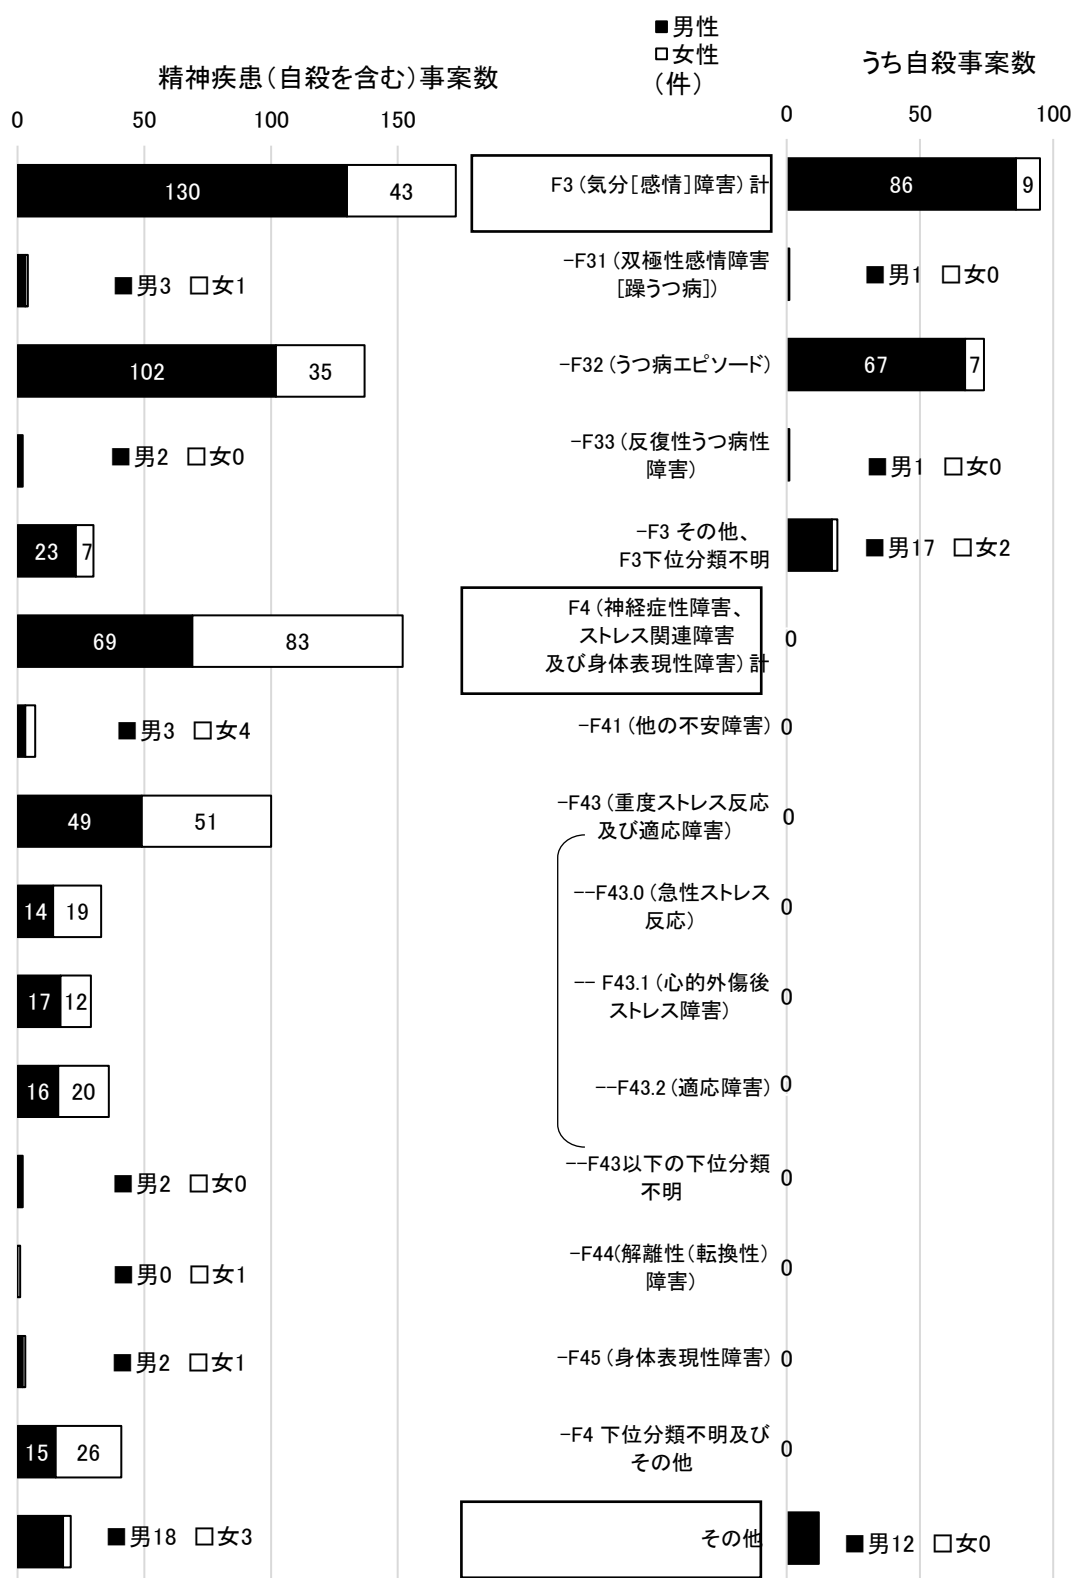 ■男性
□女性
（件）
精神疾患（自殺を含む）事案数
うち自殺事案数
0 50 100 150
0 50 100
130 43
F3（気分［感情］障害）計
86 9
■男3 □女1
−F31（双極性感情障害
［躁うつ病］）
■男1 □女0
102 35
−F32（うつ病エピソード）
67 7
■男2 □女0
−F33（反復性うつ病性
障害）
■男1 □女0
23 7
−F3 その他、
F3下位分類不明
■男17 □女2
69 83
F4（神経症性障害、
ストレス関連障害
及び身体表現性障害）計
0
■男3 □女4
−F41（他の不安障害）
0
49 51
−F43（重度ストレス反応
及び適応障害）
0
14 19
−−F43.0（急性ストレス
反応）
0
17 12
−− F43.1（心的外傷後
ストレス障害）
0
16 20
−−F43.2（適応障害）
0
■男2 □女0
−−F43以下の下位分類
不明
0
■男0 □女1
−F44(解離性（転換性）
障害）
0
■男2 □女1
−F45（身体表現性障害）
0
15 26
−F4 下位分類不明及び
その他
0
■男18 □女3
その他
■男12 □女0